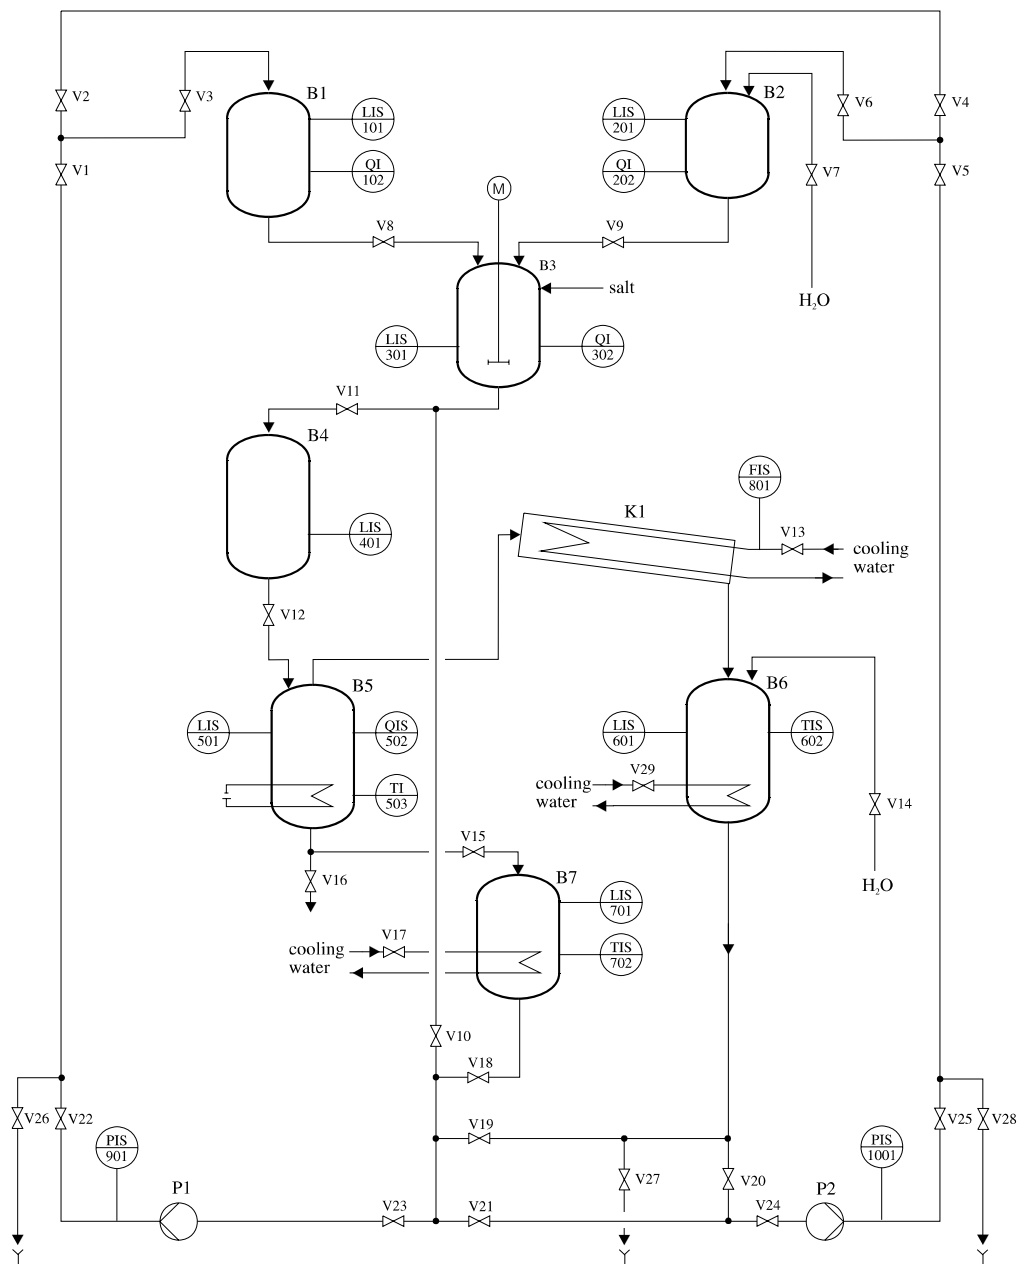 V2
V3
B1
LIS
101
QI
102
V1
LIS
201
QI
202
B2
V6
V4
V7
V5
M
V8
V9
B3
salt
H₂O
LIS
301
QI
302
V11
B4
LIS
401
FIS
801
K1
V13
cooling
water
V12
B5
LIS
501
QIS
502
TI
503
B6
LIS
601
TIS
602
V29
cooling
water
V14
H₂O
V15
V16
B7
LIS
701
TIS
702
V17
cooling
water
V10
V18
V26
V22
V19
V25
V28
PIS
901
PIS
1001
V27
V20
P1
P2
V23
V21
V24